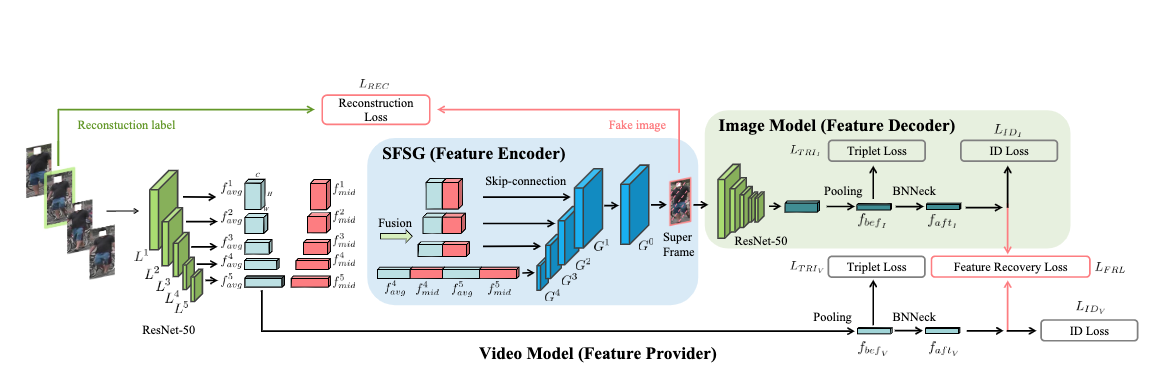 L_{REC}
Reconstruction
Loss
Reconstuction label
Fake image
Image Model (Feature Decoder)
L_{TRI_I}
Triplet Loss
L_{ID_I}
ID Loss
SFSG (Feature Encoder)
Skip-connection
Fusion
Pooling
BNNeck
f_{bef_I}
f_{aft_I}
ResNet-50
Super
Frame
C
H
W
f^1_{avg}
f^1_{mid}
f^2_{avg}
f^2_{mid}
f^3_{avg}
f^3_{mid}
f^4_{avg}
f^4_{mid}
f^5_{avg}
f^5_{mid}
L^1
L^2
L^3
L^4
L^5
ResNet-50
G^0
G^1
G^2
G^3
G^4
f^4_{avg} f^4_{mid} f^5_{avg} f^5_{mid}
L_{TRI_V}
Triplet Loss
Feature Recovery Loss
L_{FRL}
Pooling
BNNeck
L_{ID_V}
ID Loss
f_{bef_V}
f_{aft_V}
Video Model (Feature Provider)